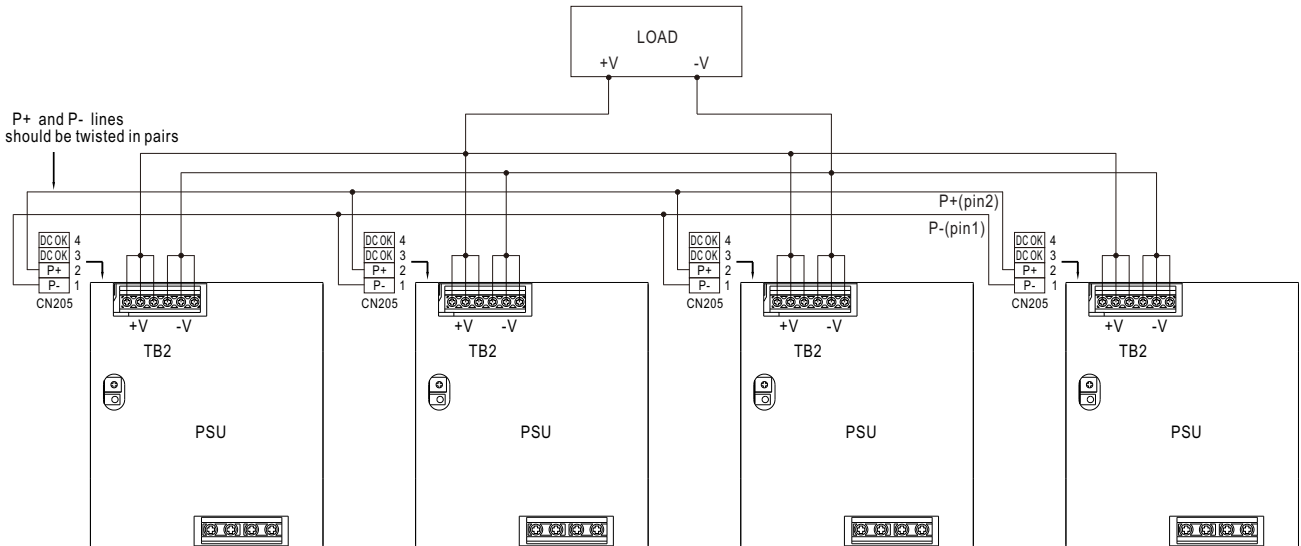 LOAD
+V -V
P+ and P- lines
should be twisted in pairs
P+(pin2)
P-(pin1)
DC OK 4
DC OK 3
P+ 2
P- 1
CN205
DC OK 4
DC OK 3
P+ 2
P- 1
CN205
DC OK 4
DC OK 3
P+ 2
P- 1
CN205
DC OK 4
DC OK 3
P+ 2
P- 1
CN205
+V -V
TB2
PSU
+V -V
TB2
PSU
+V -V
TB2
PSU
+V -V
TB2
PSU